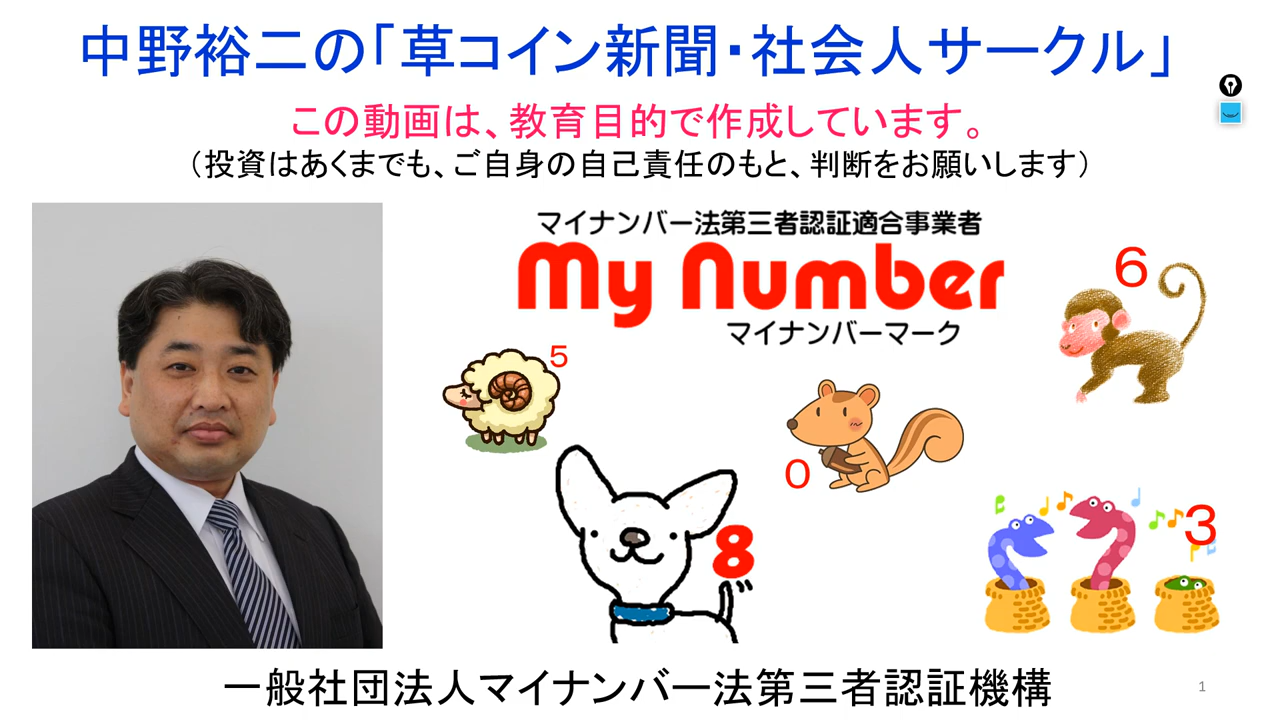 中野裕二の「草コイン新聞・社会人サークル」
この動画は、教育目的で作成しています。
（投資はあくまでも、ご自身の自己責任のもと、判断をお願いします）
マイナンバー法第三者認証適合事業者
My Number
マイナンバーマーク
6
5
0
3
8
一般社団法人マイナンバー法第三者認証機構
1